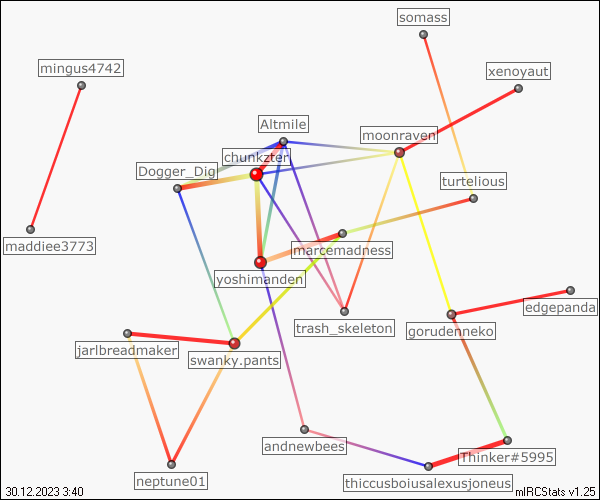 somass
mingus4742
xenoyaut
Altmile
moonraven
chunkzter
Dogger_Dig
turtelious
maddiee3773
marcemadness
yoshimander
edgepanda
trash_skeleton
gorudenneko
jarlbreadmaker
swanky.pants
andnewbees
Thinker#5995
neptune01
thiccusboiusalexusjoneus
30.12.2023 3:40
mIRCStats v1.25